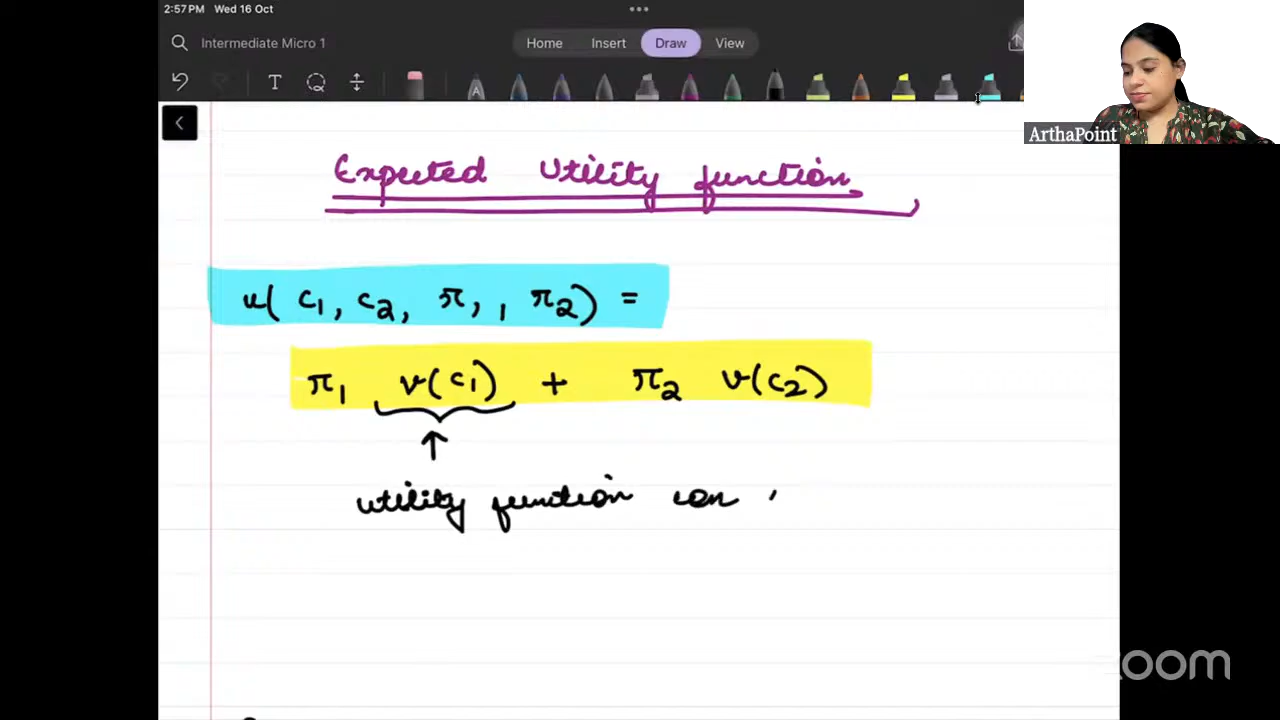 2:57 PM Wed 16 Oct
Intermediate Micro 1
Home Insert Draw View
T
A
ArthaPoint
Expected Utility function
u( c1, c2, π1, π2) =
π1 v(c1) + π2 v(c2)
↑
utility function con
zoom